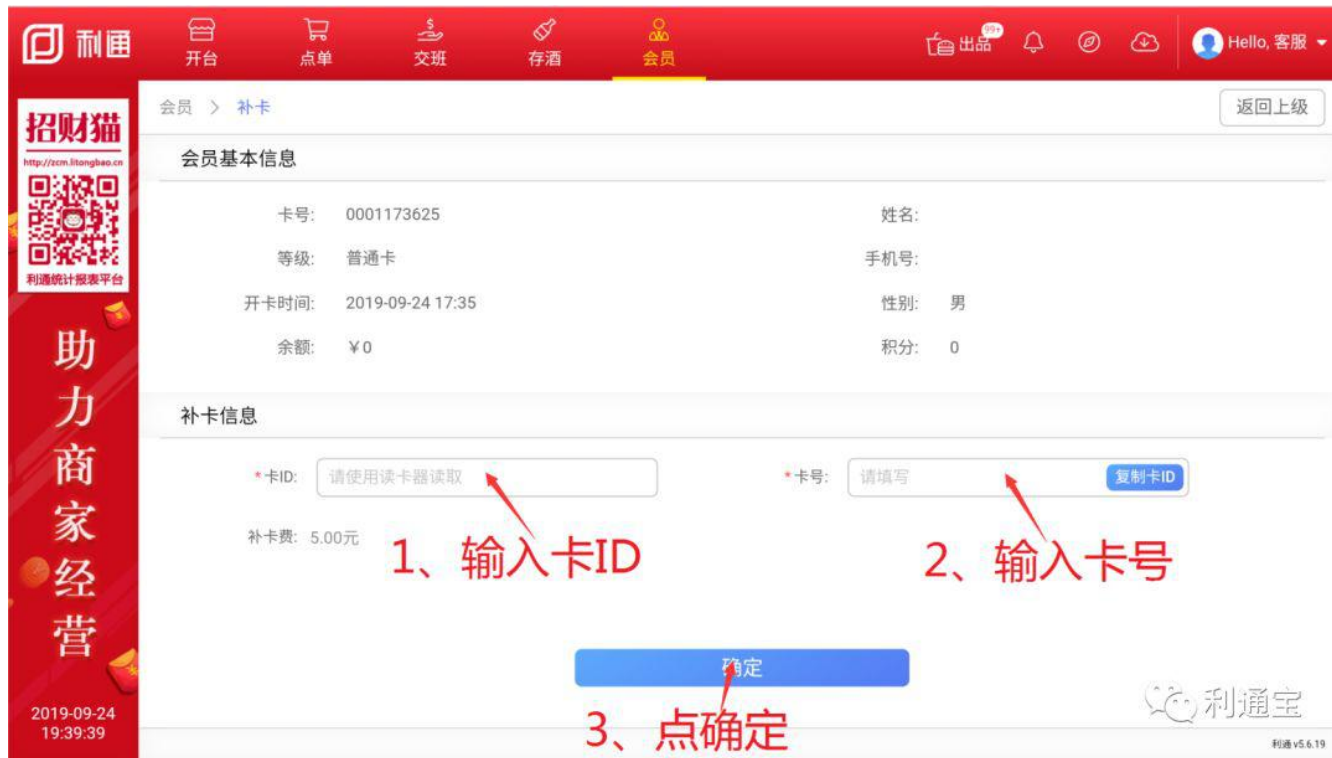 利通
开台
点单
交班
存酒
会员
出品
99+
Hello, 客服
招财猫
http://zcm.litongbao.cn
利通统计报表平台
助力商家经营
2019-09-24
19:39:39
会员 > 补卡
返回上级
会员基本信息
卡号: 0001173625
姓名:
等级: 普通卡
手机号:
开卡时间: 2019-09-24 17:35
性别: 男
余额: ￥0
积分: 0
补卡信息
*卡ID: 请使用读卡器读取
*卡号: 请填写
复制卡ID
补卡费: 5.00元
1、输入卡ID
2、输入卡号
确定
3、点确定
利通宝
利通 v5.6.19